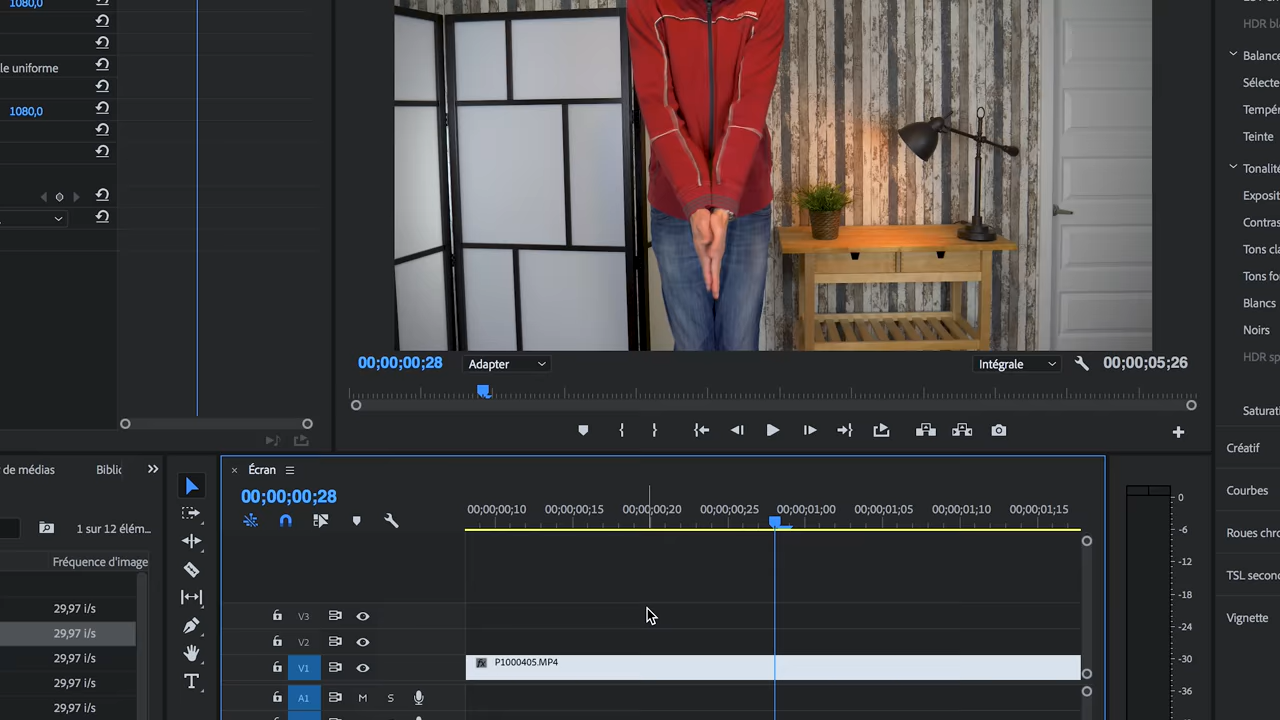 1080,0
le uniforme
1080,0
HDR bl
Balance
Sélecte
Tempér
Teinte
Tonalité
Exposit
Contras
Tons cla
Tons fo
Blancs
Noirs
HDR sp
Saturati
00;00;00;28
Adapter
Intégrale
00;00;05;26
Créatif
Courbes
Roues chro
TSL second
Vignette
de médias
Biblic
1 sur 12 élém...
Fréquence d'image
29,97 i/s
29,97 i/s
29,97 i/s
29,97 i/s
29,97 i/s
Écran
00;00;00;28
00;00;00;10
00;00;00;15
00;00;00;20
00;00;00;25
00;00;01;00
00;00;01;05
00;00;01;10
00;00;01;15
V3
V2
V1
fx
P1000405.MP4
A1
M
S
0
-6
-12
-18
-24
-30
-36